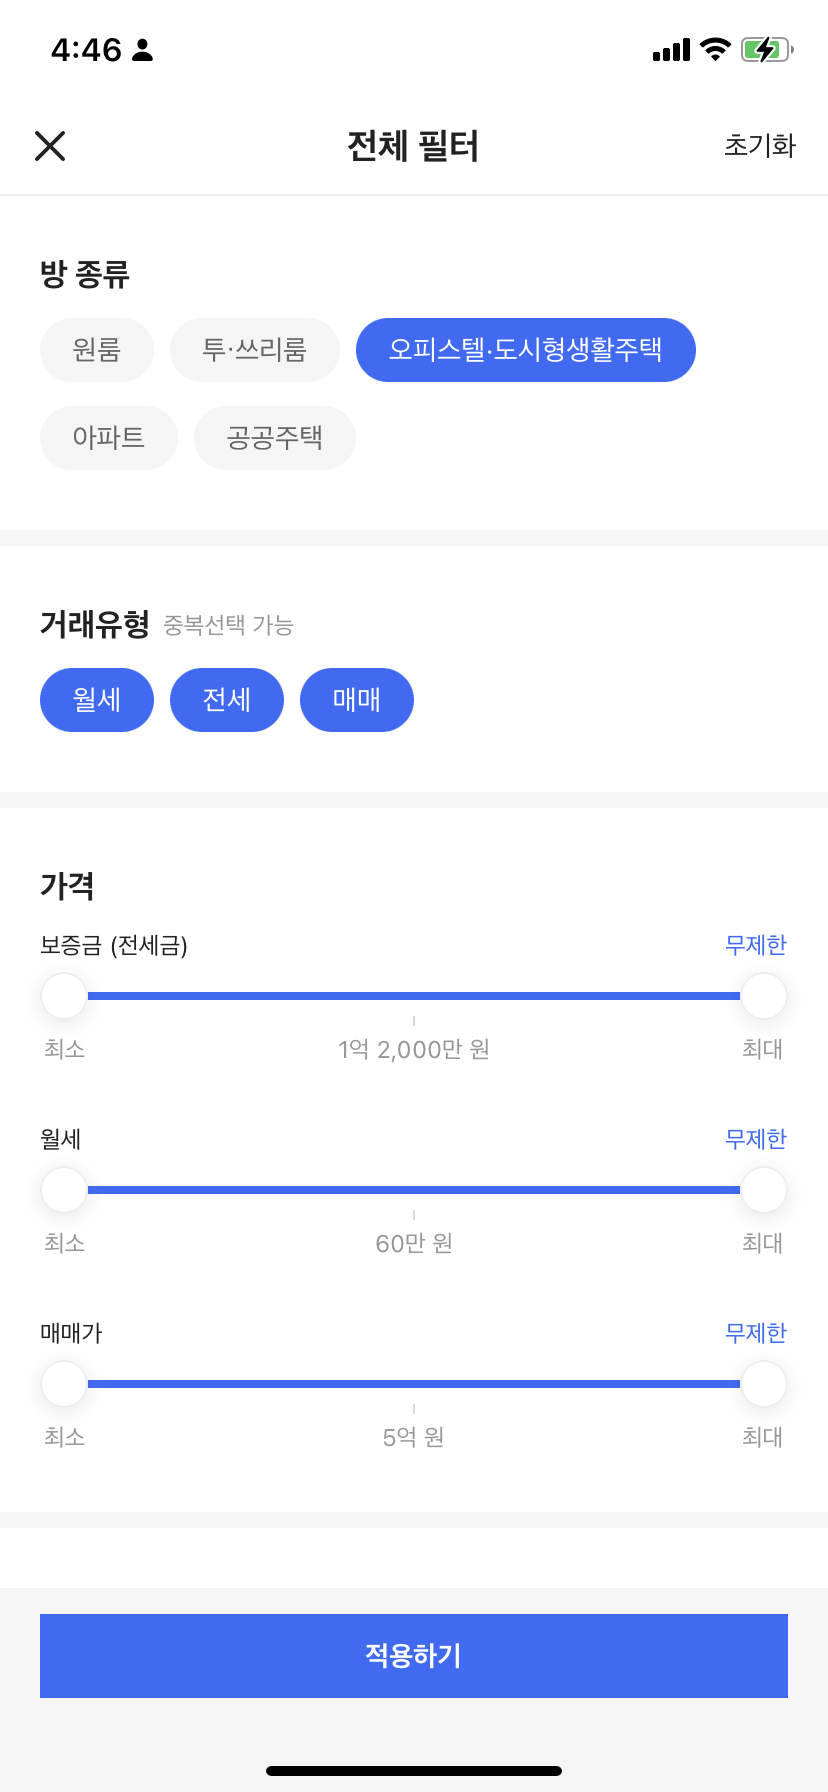 4:46
전체 필터
초기화
방 종류
원룸 투·쓰리룸 오피스텔·도시형생활주택
아파트 공공주택
거래유형 중복선택 가능
월세 전세 매매
가격
보증금 (전세금) 무제한
최소 1억 2,000만 원 최대
월세 무제한
최소 60만 원 최대
매매가 무제한
최소 5억 원 최대
적용하기